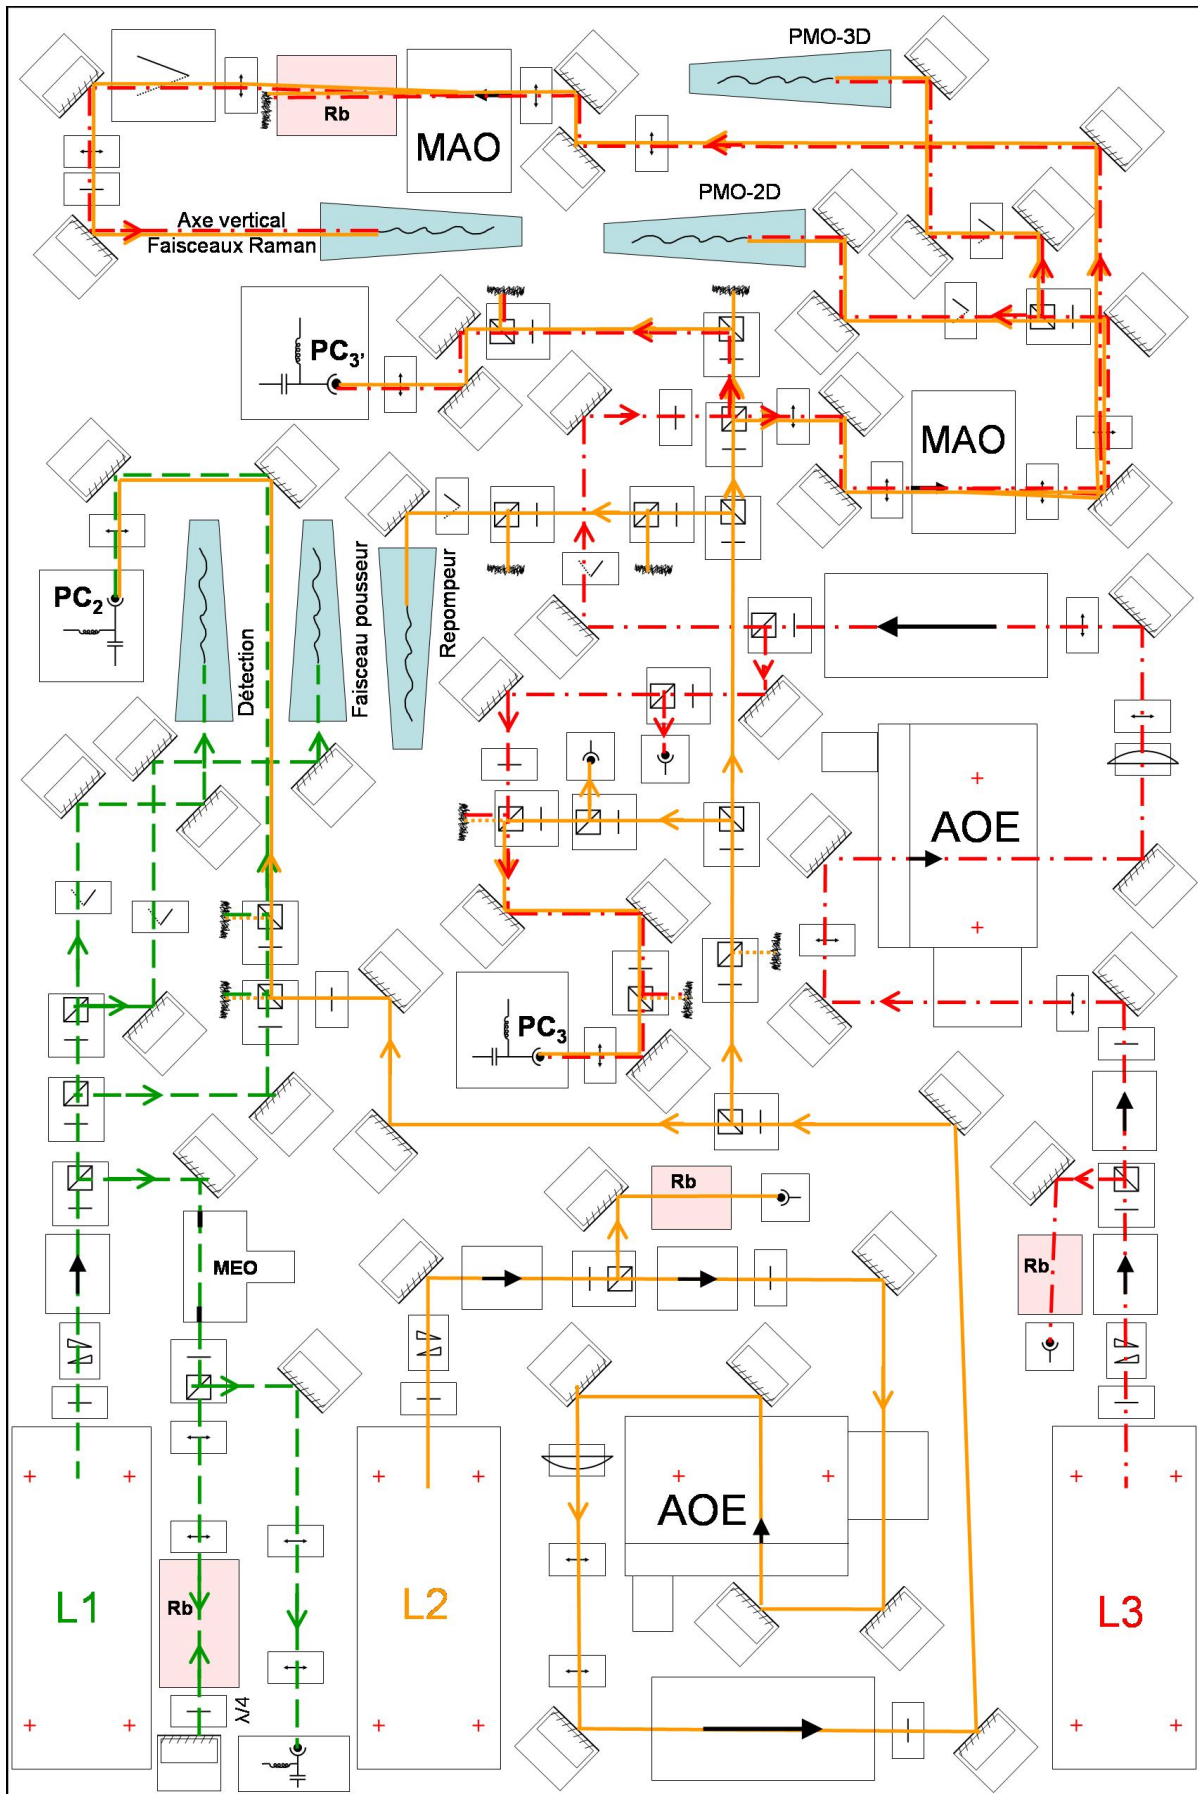 PMO-3D
Rb
MAO
PMO-2D
Axe vertical
Faisceaux Raman
PC3'
MAO
PC2
Détection
Faisceau pousseur
Repompeur
AOE
PC3
Rb
MEO
Rb
AOE
L1
Rb
L2
L3
λ/4